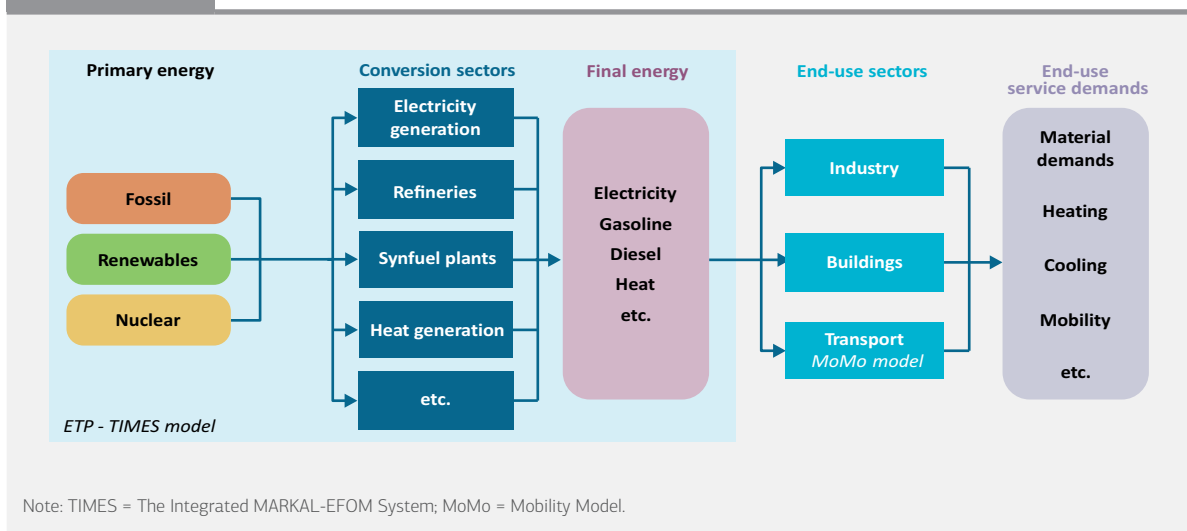 Primary energy
Conversion sectors
Final energy
End-use sectors
End-use
service demands
Fossil
Renewables
Nuclear
Electricity
generation
Refineries
Synfuel plants
Heat generation
etc.
Electricity
Gasoline
Diesel
Heat
etc.
Industry
Buildings
Transport
MoMo model
Material
demands
Heating
Cooling
Mobility
etc.
ETP - TIMES model
Note: TIMES = The Integrated MARKAL-EFOM System; MoMo = Mobility Model.